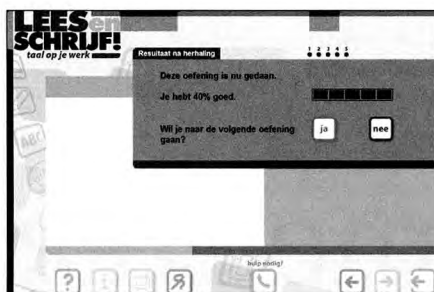 LEES en
SCHRIJF!
taal op je werk
Resultaat na herhaling
1 2 3 4 5
Deze oefening is nu gedaan.
Je hebt 40% goed.
Wil je naar de volgende oefening
gaan?
ja
nee
hulp nodig?
ABC
?